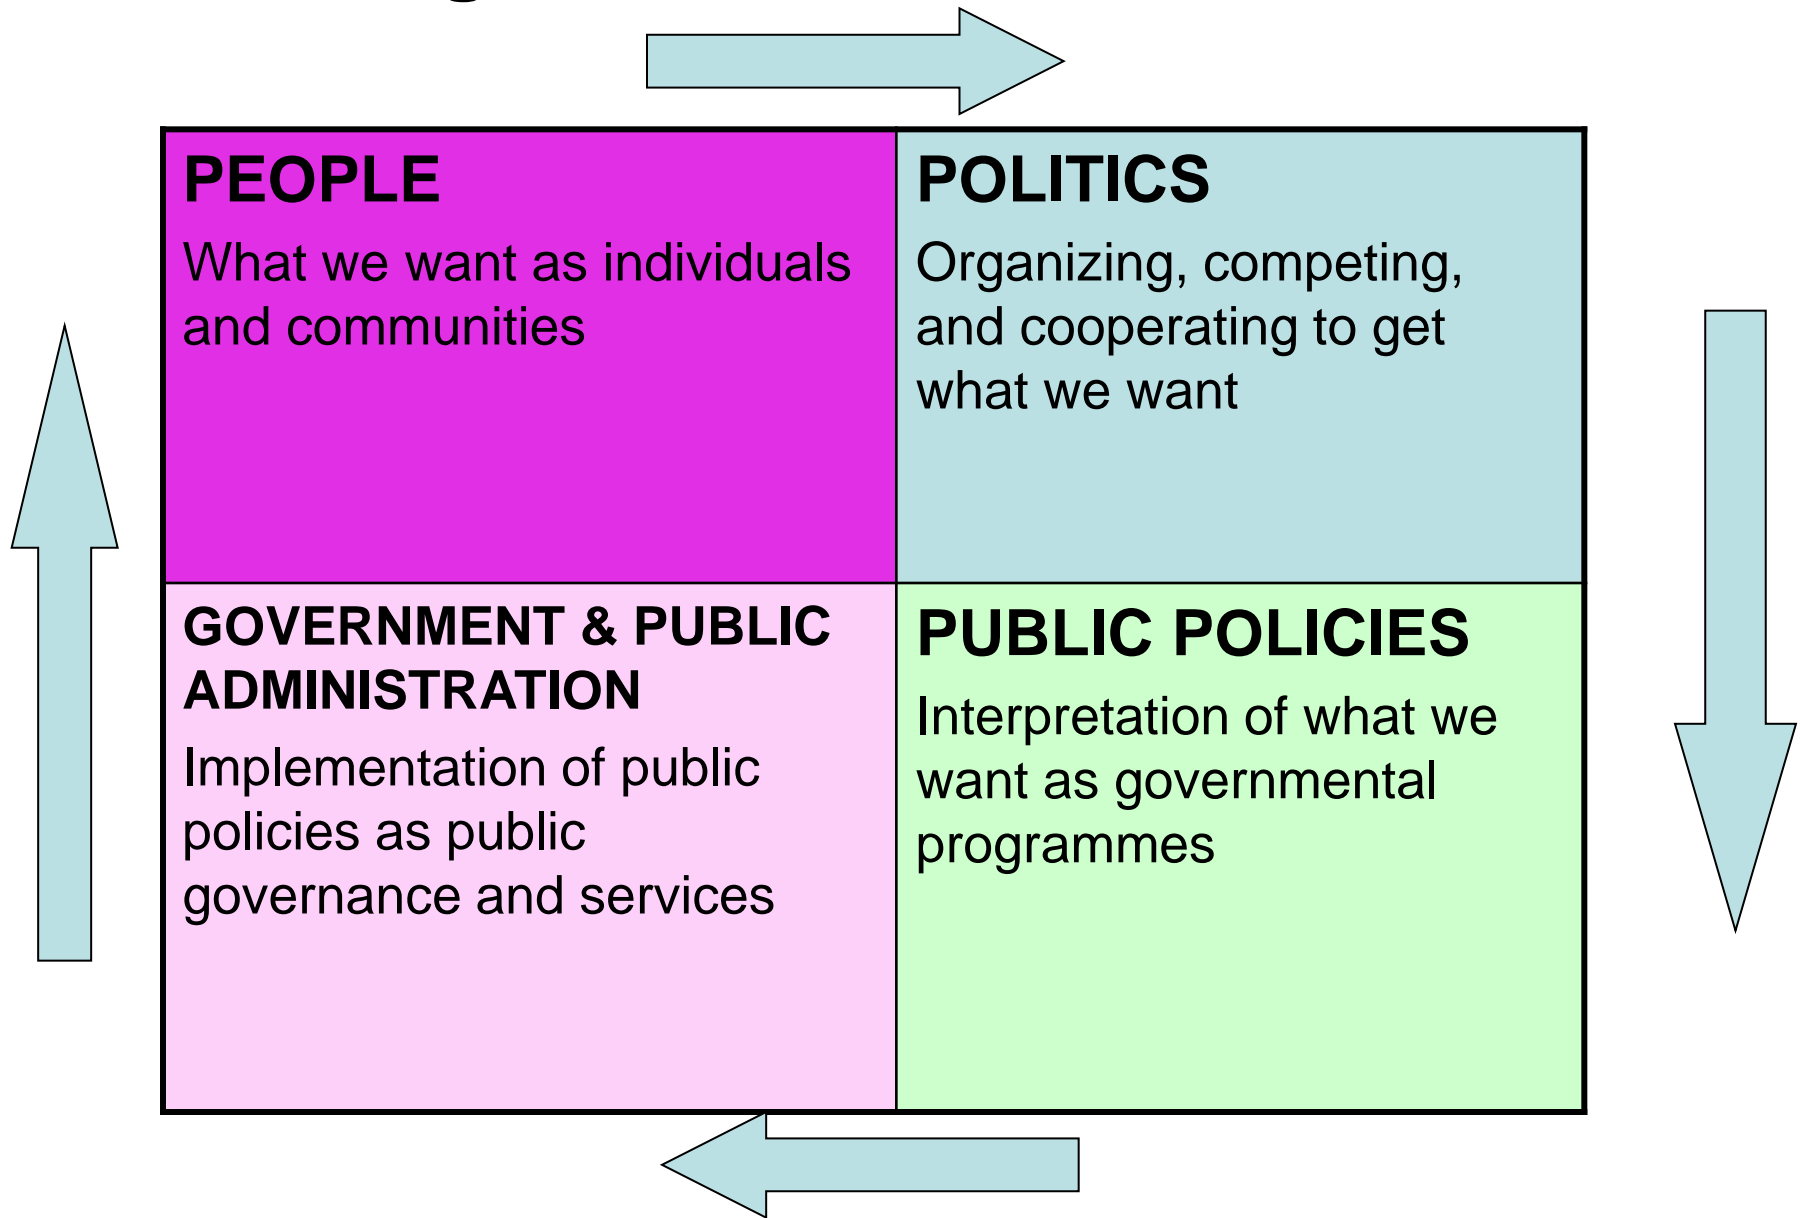 PEOPLE
What we want as individuals
and communities
POLITICS
Organizing, competing,
and cooperating to get
what we want
GOVERNMENT & PUBLIC
ADMINISTRATION
Implementation of public
policies as public
governance and services
PUBLIC POLICIES
Interpretation of what we
want as governmental
programmes